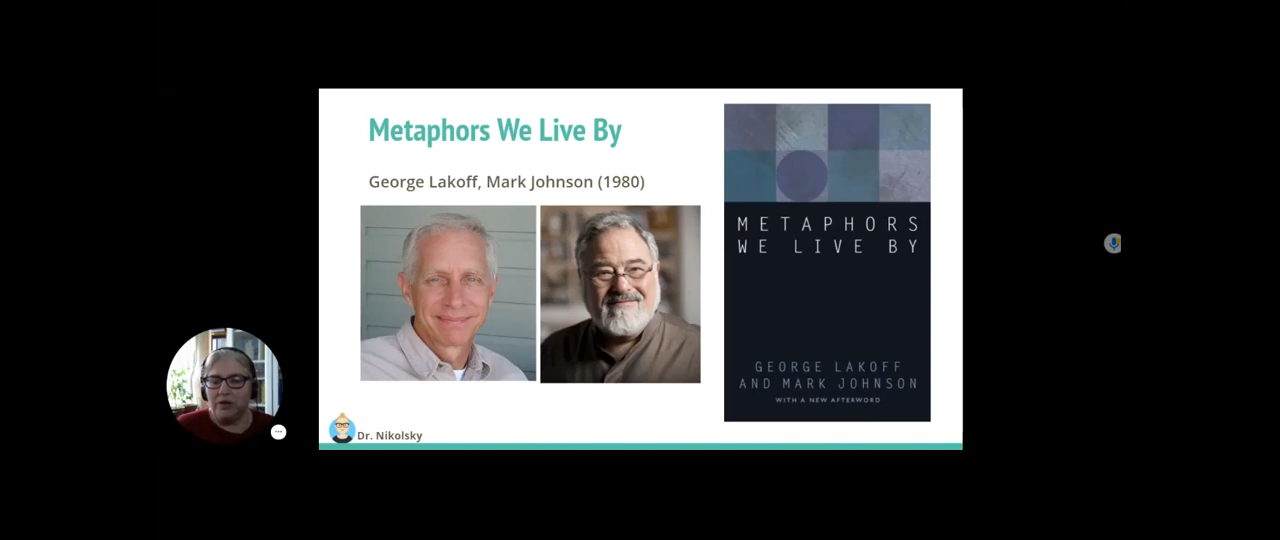 Metaphors We Live By
George Lakoff, Mark Johnson (1980)
METAPHORS
WE LIVE BY
GEORGE LAKOFF
AND MARK JOHNSON
WITH A NEW AFTERWORD
Dr. Nikolsky